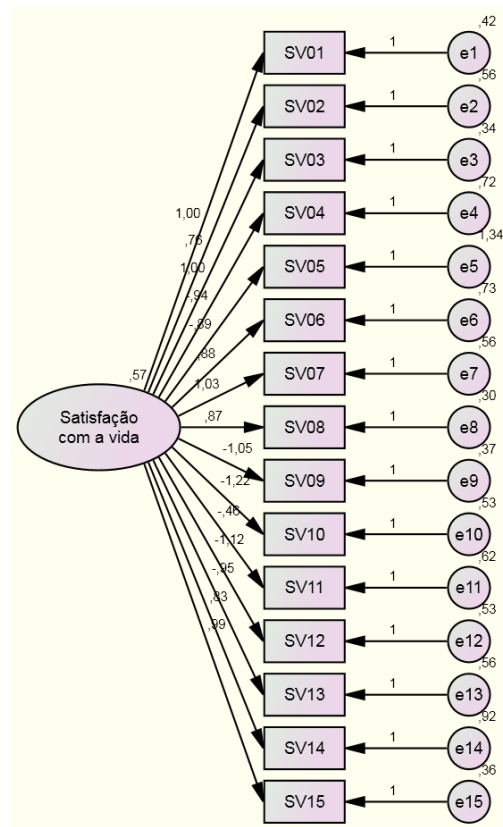 ,42
SV01
1
e1
,56
SV02
1
e2
,34
SV03
1
e3
,72
SV04
1
e4
1,34
SV05
1
e5
,73
SV06
1
e6
,56
SV07
1
e7
,30
SV08
1
e8
,37
SV09
1
e9
,53
SV10
1
e10
,62
SV11
1
e11
,53
SV12
1
e12
,56
SV13
1
e13
,92
SV14
1
e14
,36
SV15
1
e15
1,00
,76
1,00
-,94
-,89
,88
1,03
,87
-1,05
-1,22
-,46
-1,12
-,95
,83
,99
,57
Satisfação
com a vida